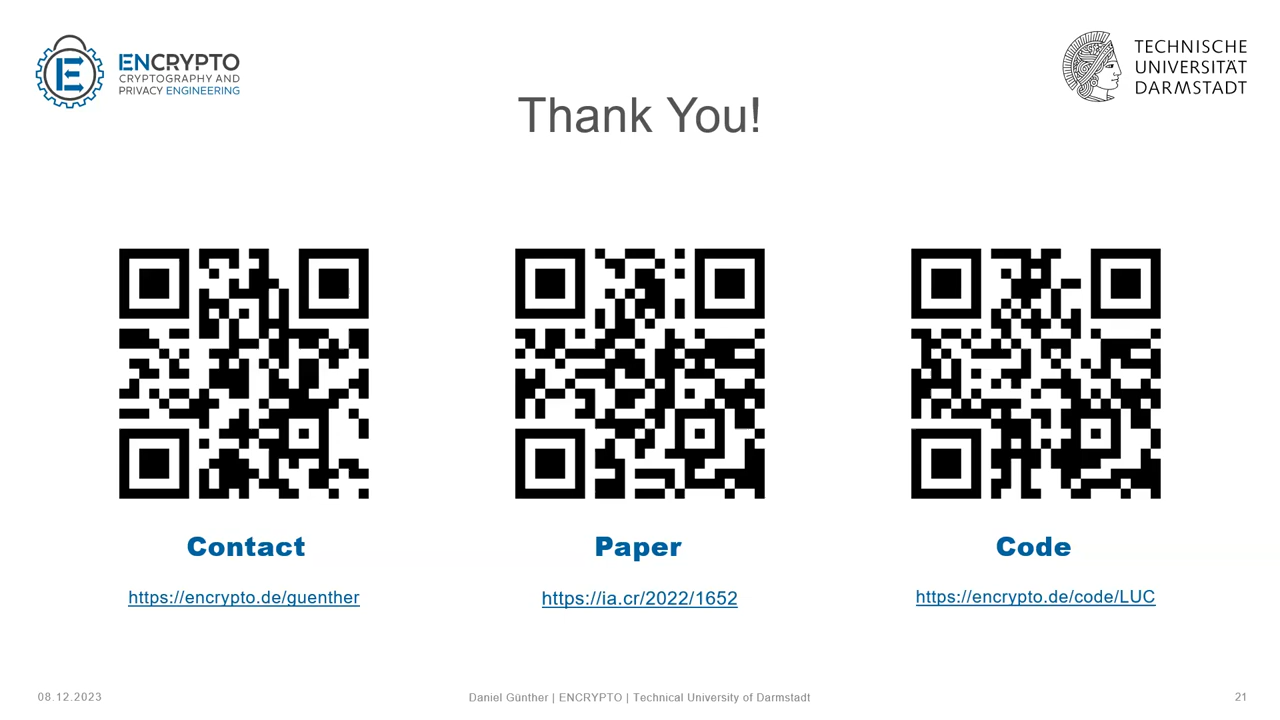 ENCRYPTO
CRYPTOGRAPHY AND
PRIVACY ENGINEERING
TECHNISCHE
UNIVERSITÄT
DARMSTADT
Thank You!
Contact
Paper
Code
https://encrypto.de/guenther
https://ia.cr/2022/1652
https://encrypto.de/code/LUC
08.12.2023
Daniel Günther | ENCRYPTO | Technical University of Darmstadt
21